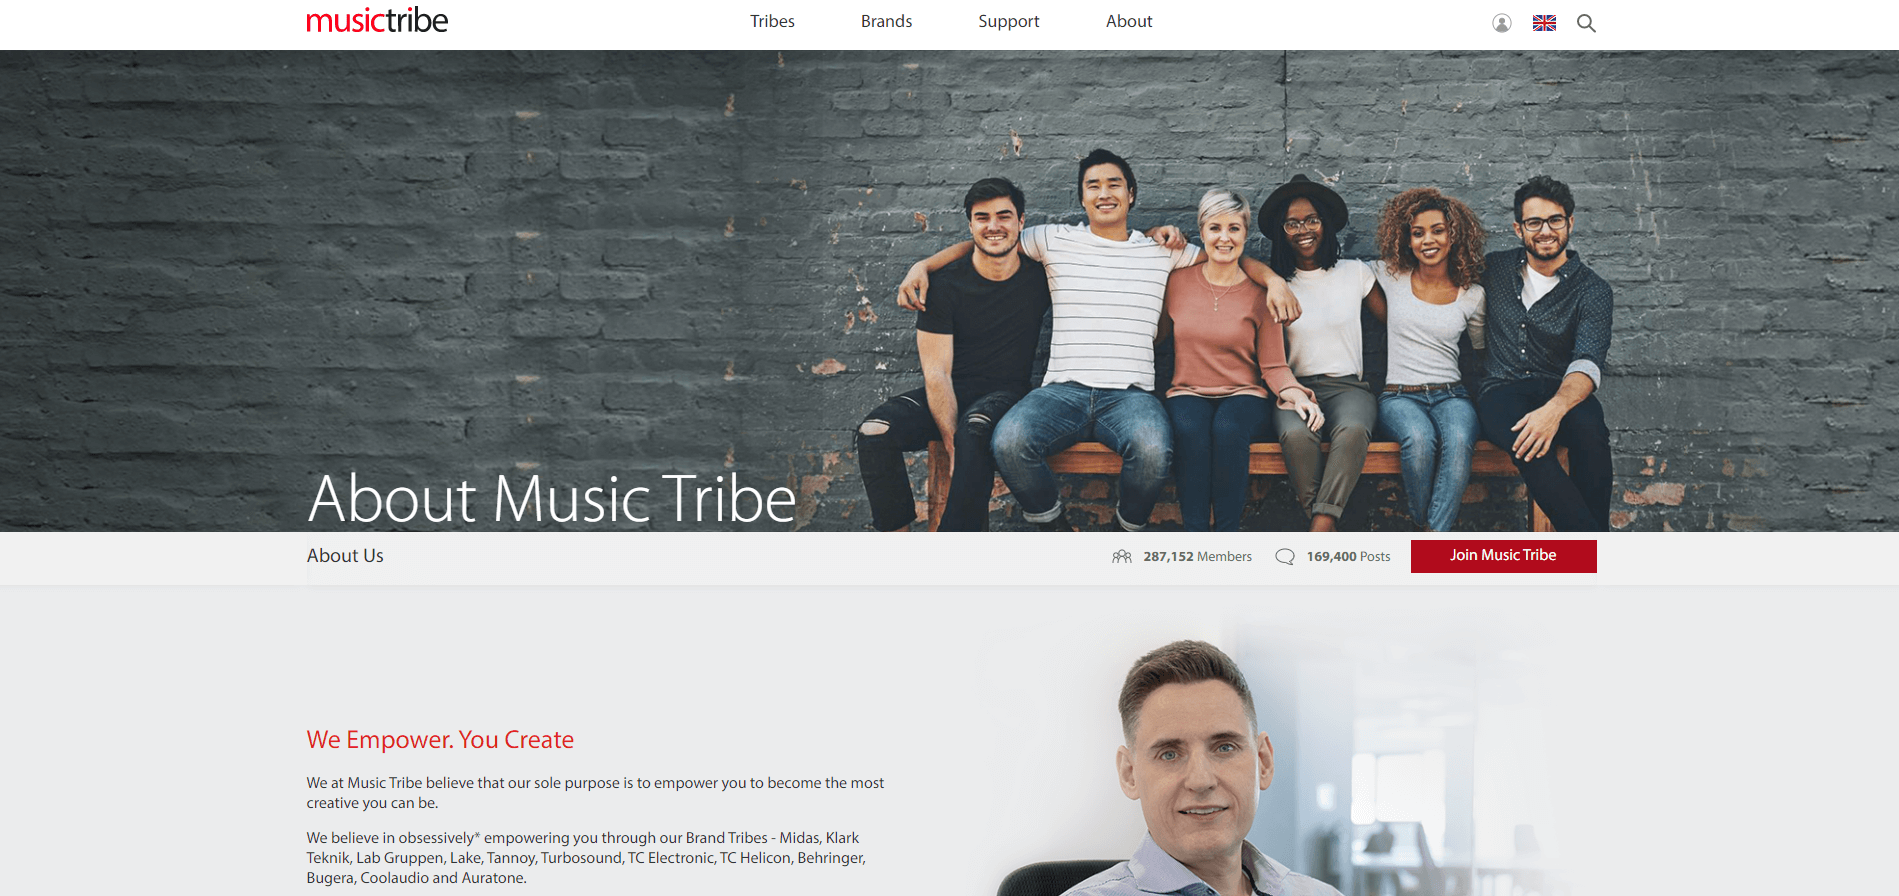 musictribe
Tribes
Brands
Support
About
About Music Tribe
About Us
287,152 Members
169,400 Posts
Join Music Tribe
We Empower. You Create
We at Music Tribe believe that our sole purpose is to empower you to become the most
creative you can be.
We believe in obsessively* empowering you through our Brand Tribes - Midas, Klark
Teknik, Lab Gruppen, Lake, Tannoy, Turbosound, TC Electronic, TC Helicon, Behringer,
Bugera, Coolaudio and Auratone.